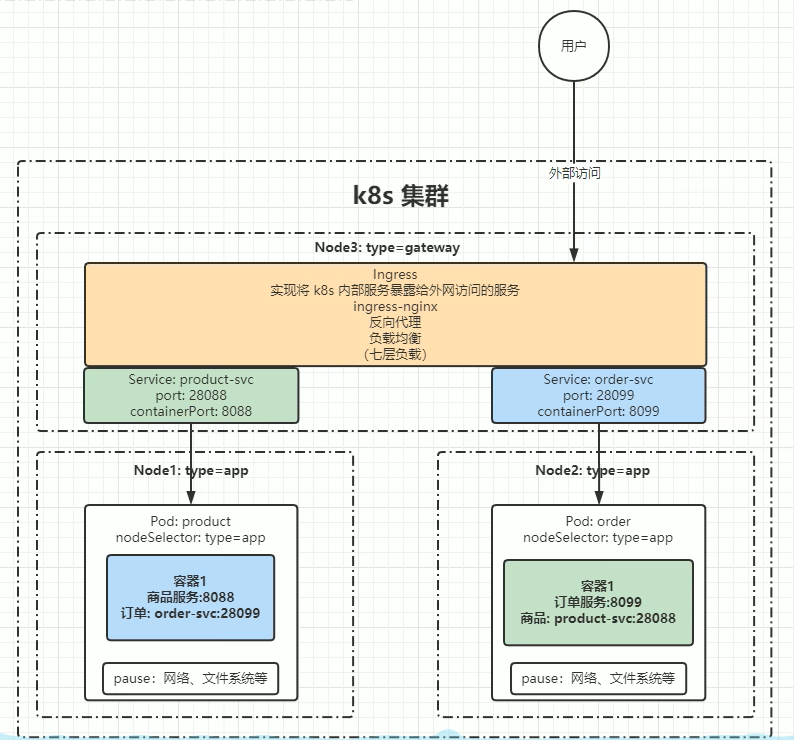 用户
外部访问
k8s 集群
Node3: type=gateway
Ingress
实现将 k8s 内部服务暴露给外网访问的服务
ingress-nginx
反向代理
负载均衡
(七层负载)
Service: product-svc
port: 28088
containerPort: 8088
Service: order-svc
port: 28099
containerPort: 8099
Node1: type=app
Pod: product
nodeSelector: type=app
容器1
商品服务:8088
订单: order-svc:28099
pause：网络、文件系统等
Node2: type=app
Pod: order
nodeSelector: type=app
容器1
订单服务:8099
商品: product-svc:28088
pause：网络、文件系统等